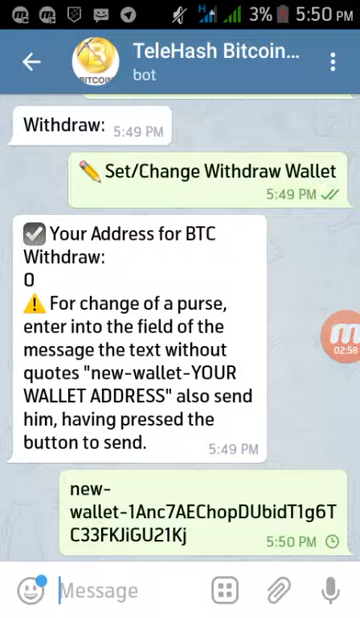 3% 5:50 PM
TeleHash Bitcoin...
BITCOIN
bot
Withdraw:
5:49 PM
✏️ Set/Change Withdraw Wallet
5:49 PM
✔ Your Address for BTC
Withdraw:
0
⚠️ For change of a purse,
enter into the field of the
message the text without
quotes "new-wallet-YOUR
WALLET ADDRESS" also send
him, having pressed the
button to send.
5:49 PM
02:58
new-
wallet-1Anc7AEChopDUbidT1g6T
C33FKJiGU21Kj
5:50 PM
Message